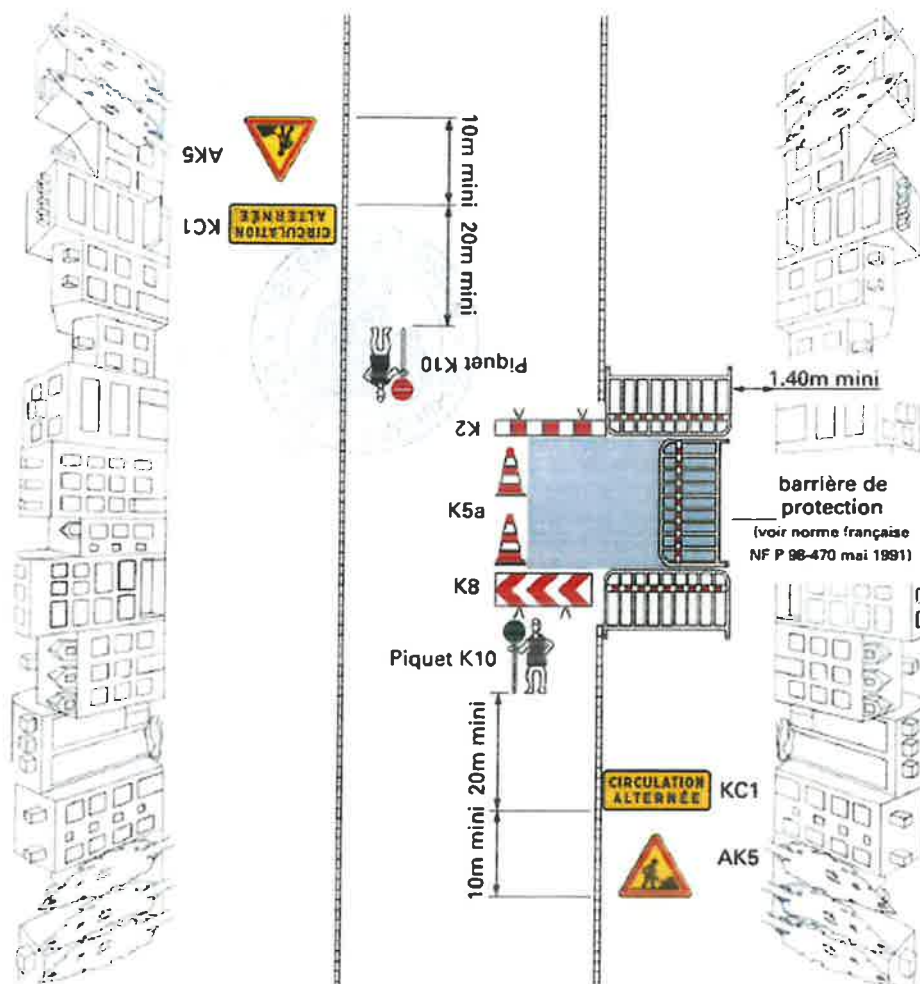 AK5
10m mini
KC1
CIRCULATION
ALTERNÉE
20m mini
Piquet K10
1.40m mini
K2
K5a
barrière de
protection
(voir norme française
NF P 98-470 mai 1991)
K8
Piquet K10
20m mini
CIRCULATION
ALTERNÉE
KC1
10m mini
AK5